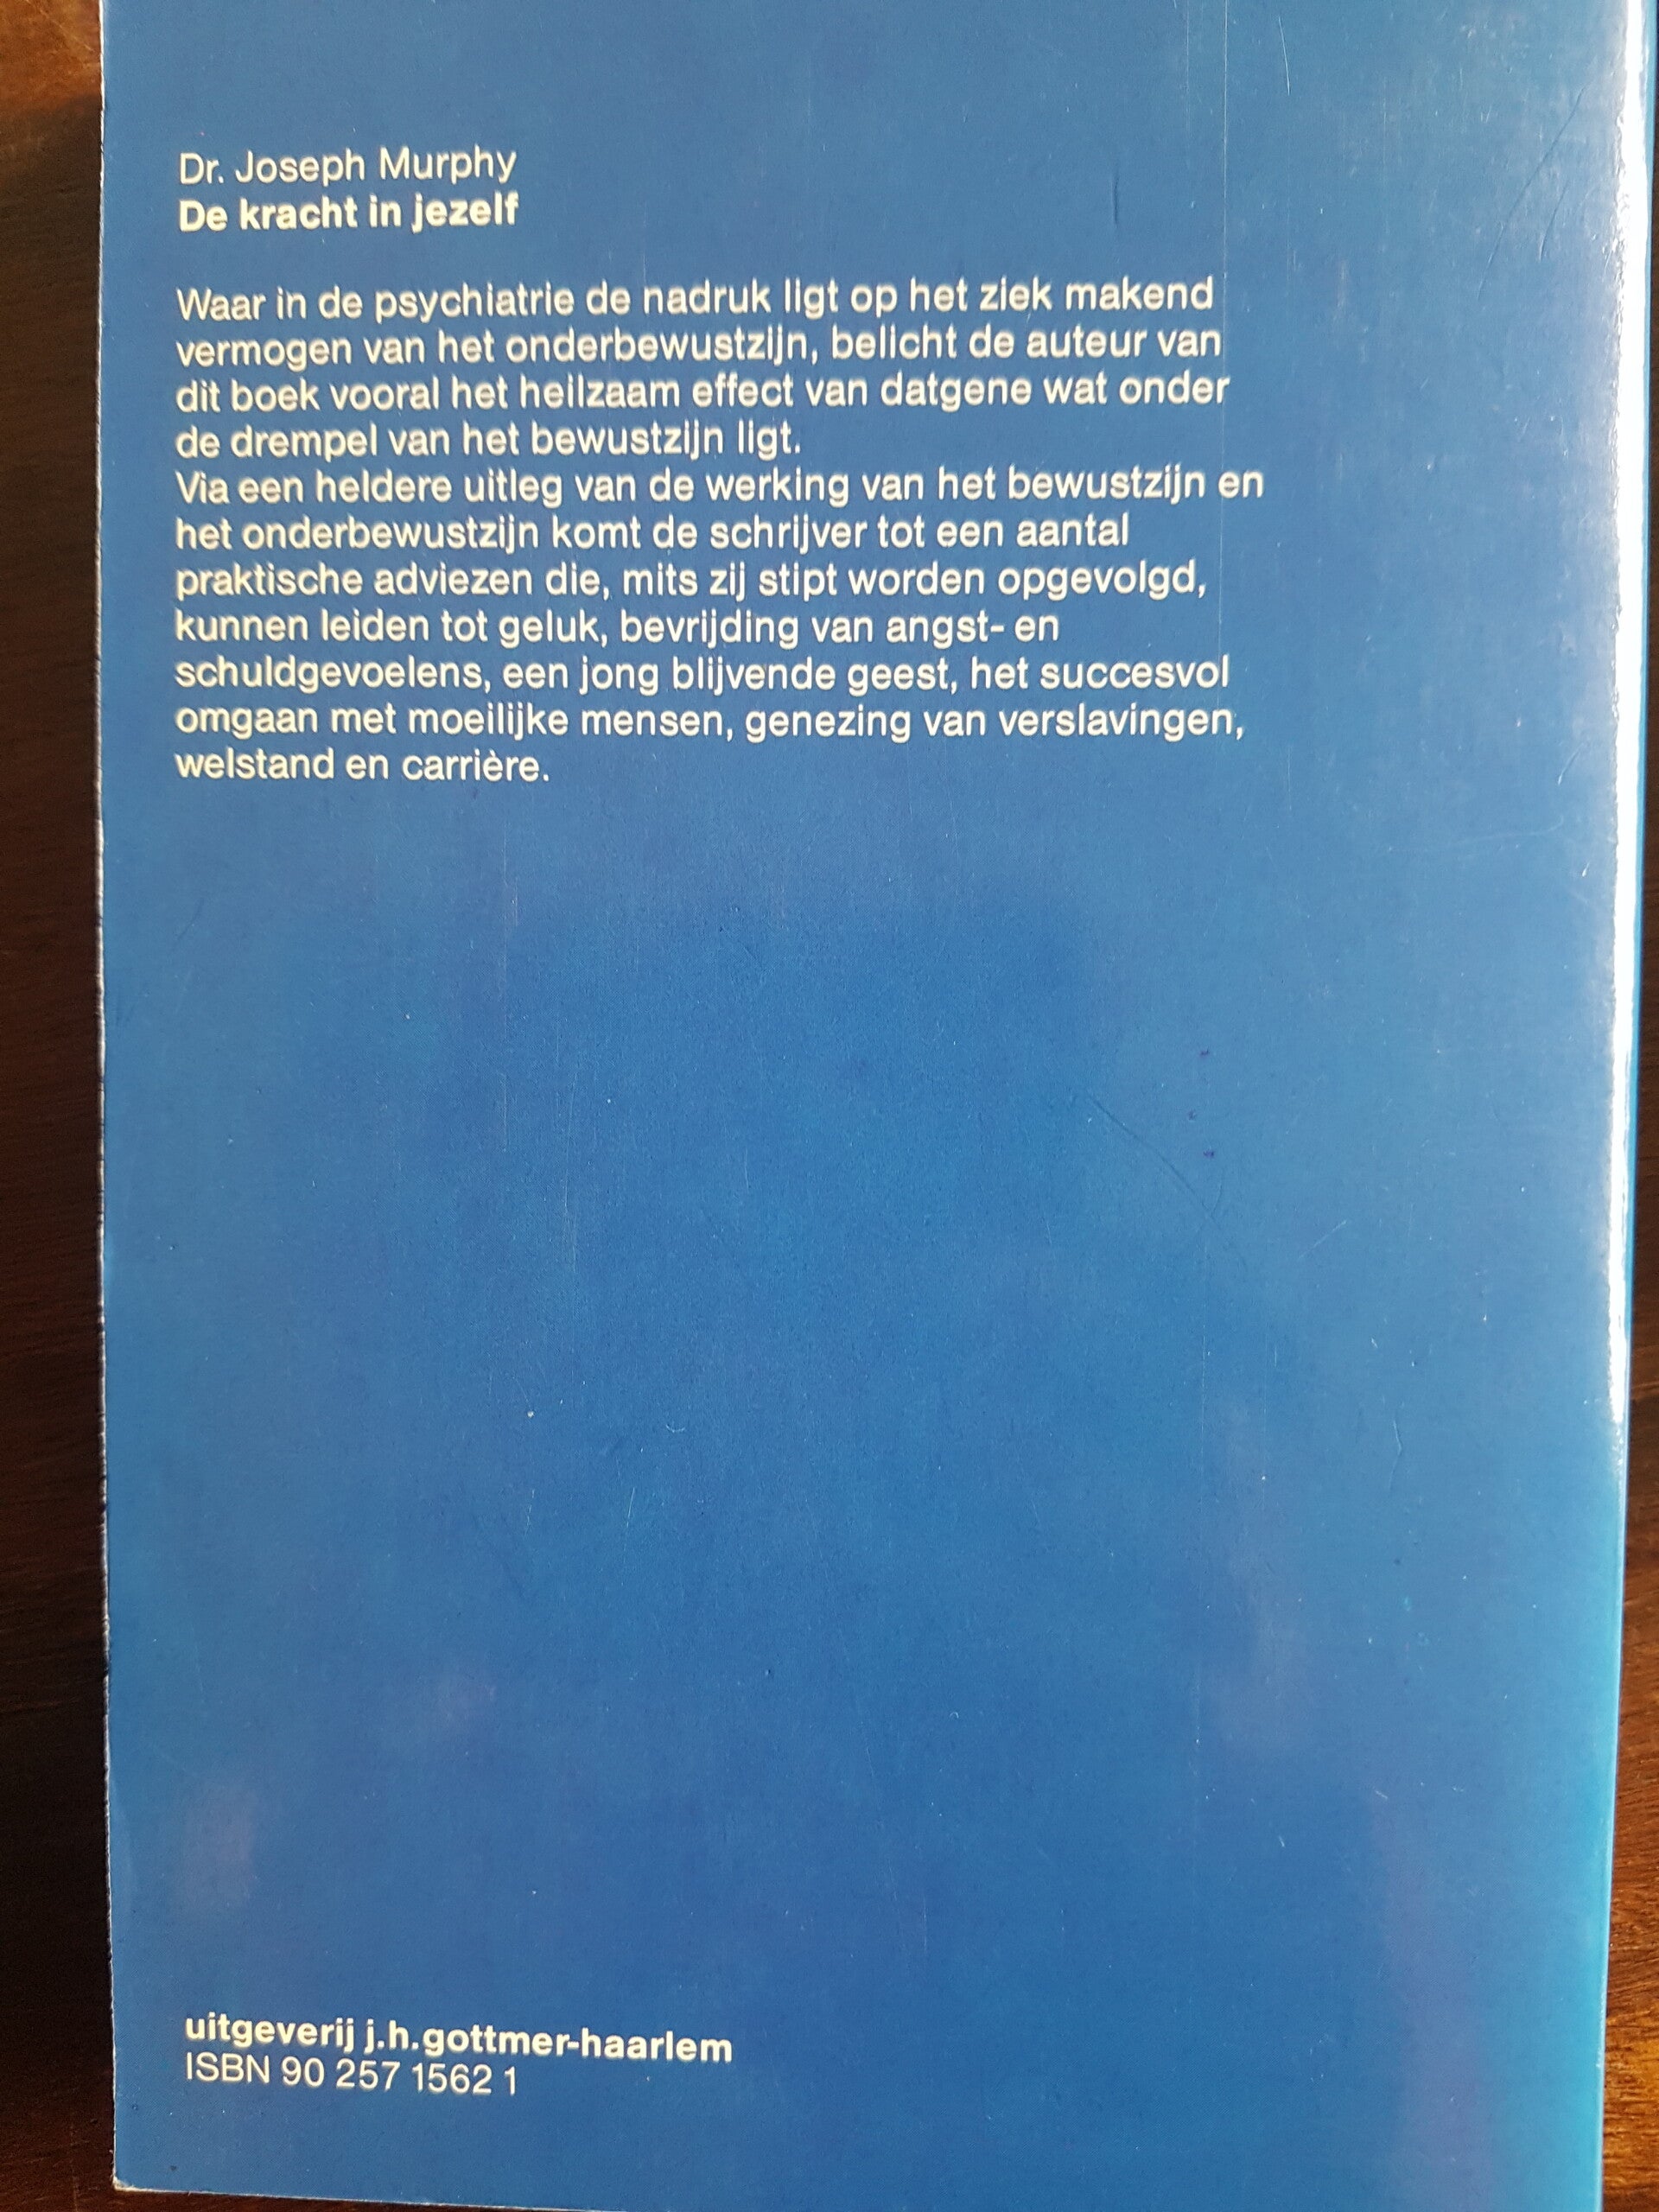 Dr. Joseph Murphy
De kracht in jezelf
Waar in de psychiatrie de nadruk ligt op het ziek makend
vermogen van het onderbewustzijn, belicht de auteur van
dit boek vooral het heilzaam effect van datgene wat onder
de drempel van het bewustzijn ligt.
Via een heldere uitleg van de werking van het bewustzijn en
het onderbewustzijn komt de schrijver tot een aantal
praktische adviezen die, mits zij stipt worden opgevolgd,
kunnen leiden tot geluk, bevrijding van angst- en
schuldgevoelens, een jong blijvende geest, het succesvol
omgaan met moeilijke mensen, genezing van verslavingen,
welstand en carrière.
uitgeverij j.h.gottmer-haarlem
ISBN 90 257 1562 1